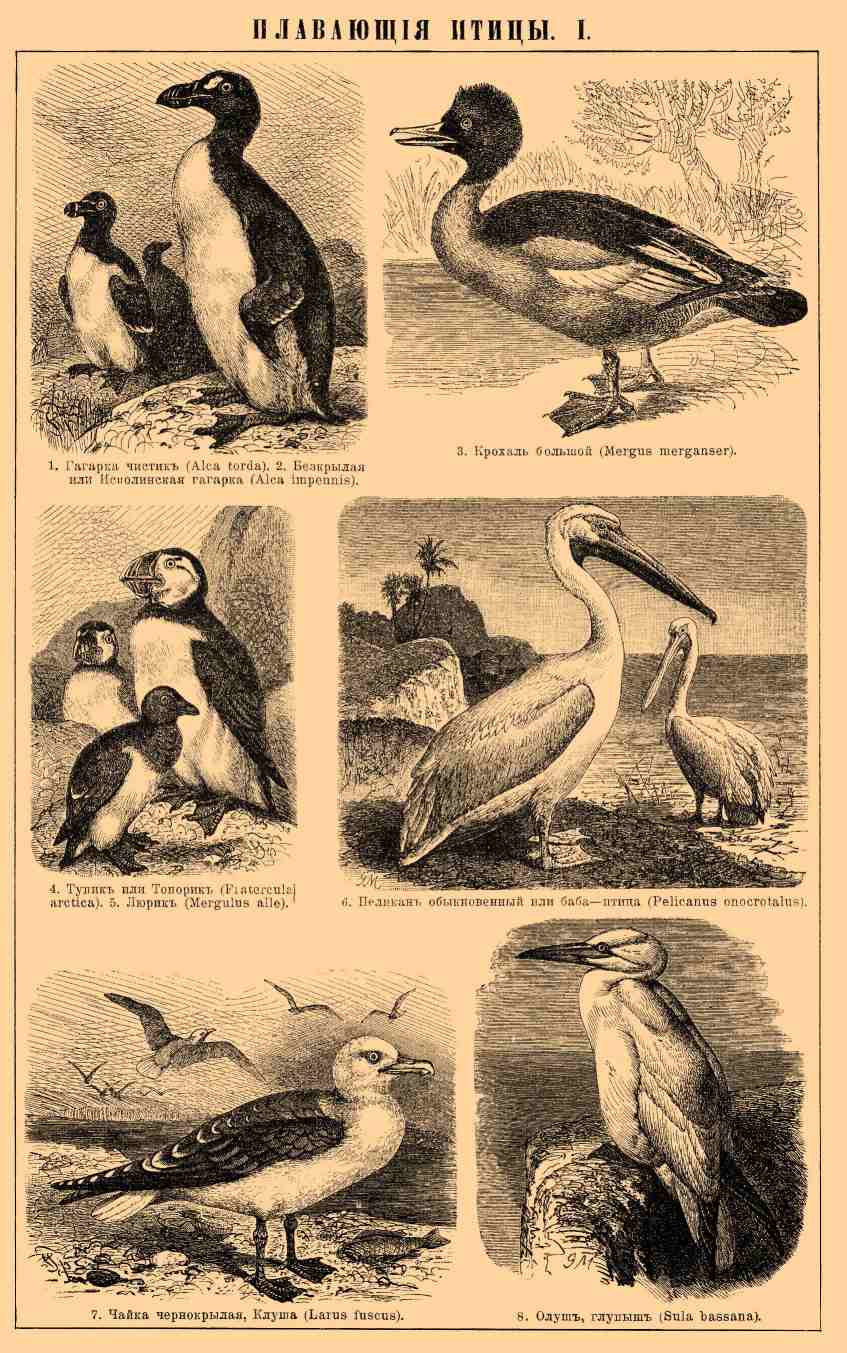 ПЛАВАЮЩІЯ ПТИЦЫ. I.
1. Гагарка чистикъ (Alca torda). 2. Безкрылая
или Исполинская гагарка (Alca impennis).
3. Крохаль большой (Mergus merganser).
4. Тупикъ или Топорикъ (Fratercula
arctica). 5. Люрикъ (Mergulus alle).
6. Пеликанъ обыкновенный или баба—птица (Pelicanus onocrotalus).
7. Чайка чернокрылая, Клуша (Larus fuscus).
8. Олушъ, глупышъ (Sula bassana).